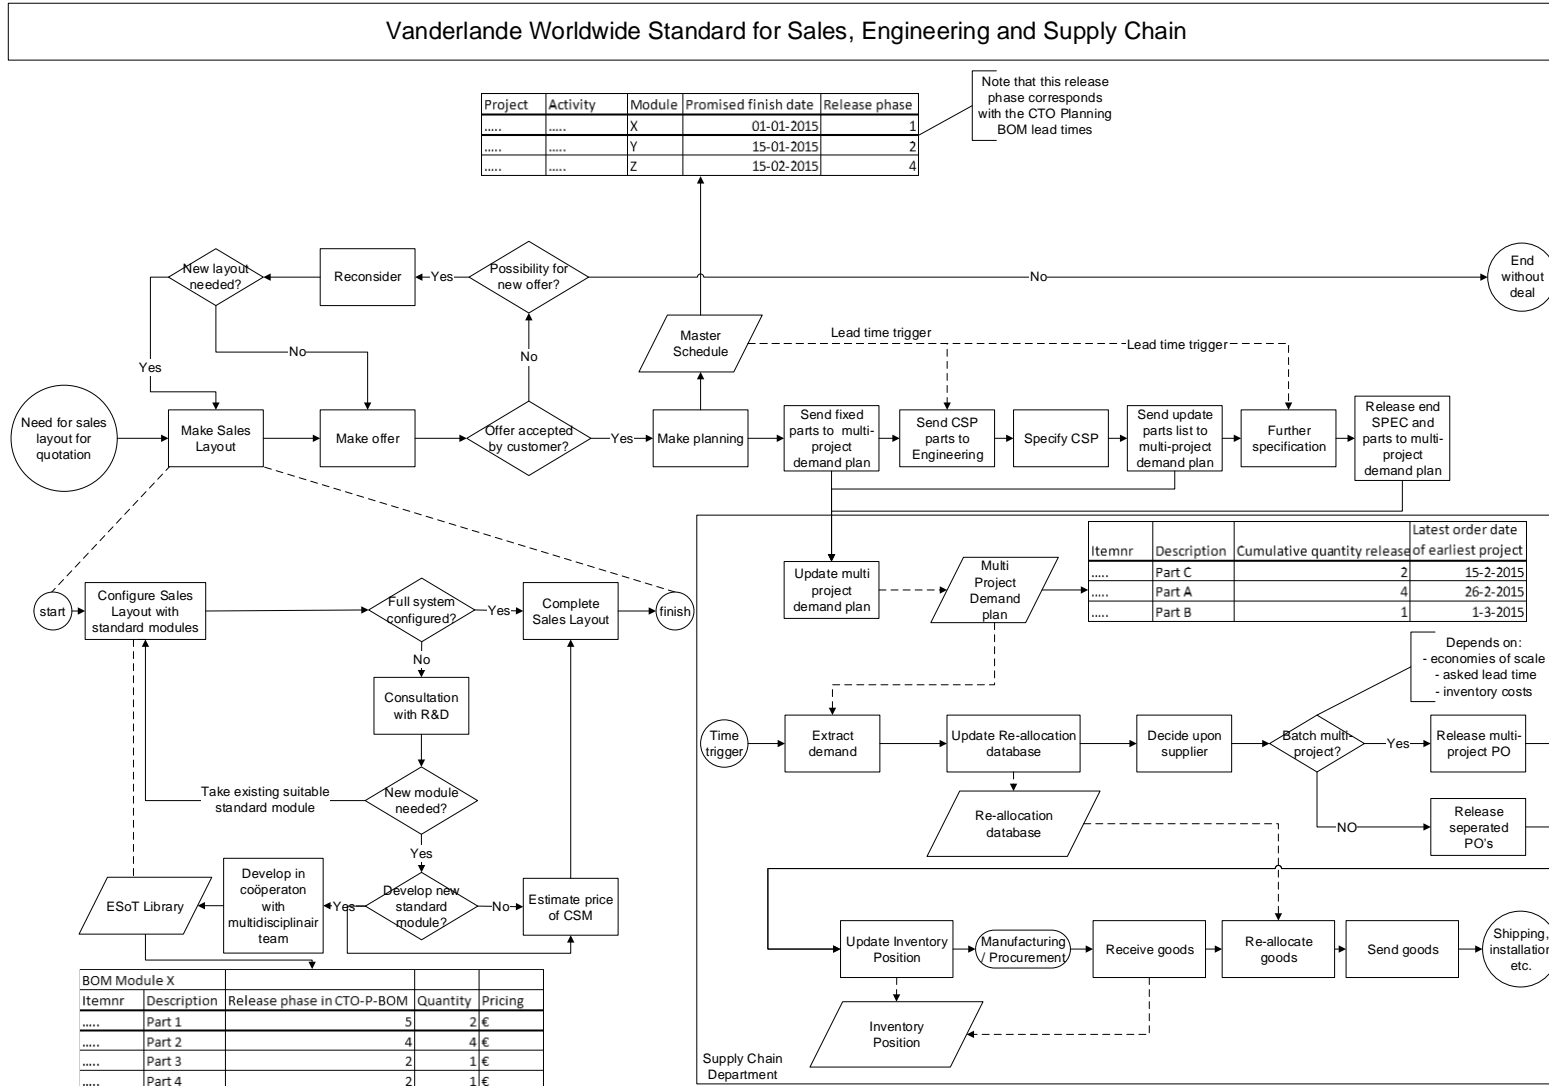 Vanderlande Worldwide Standard for Sales, Engineering and Supply Chain
Note that this release
phase corresponds
with the CTO Planning
BOM lead times
Project Activity Module Promised finish date Release phase
..... ..... X 01-01-2015 1
..... ..... Y 15-01-2015 2
..... ..... Z 15-02-2015 4
New layout
needed?
Reconsider
Yes
Possibility for
new offer?
No
End
without
deal
Master
Schedule
Lead time trigger
Lead time trigger
No
No
Yes
Need for sales
layout for
quotation
Make Sales
Layout
Make offer
Offer accepted
by customer?
Yes
Make planning
Send fixed
parts to multi-
project
demand plan
Send CSP
parts to
Engineering
Specify CSP
Send update
parts list to
multi-project
demand plan
Further
specification
Release end
SPEC and
parts to multi-
project
demand plan
start
Configure Sales
Layout with
standard modules
Full system
configured?
Yes
Complete
Sales Layout
finish
No
Consultation
with R&D
Take existing suitable
standard module
New module
needed?
Yes
Develop new
standard
module?
Yes
No
Estimate price
of CSM
Develop in
coöperaton
with
multidisciplinair
team
ESoT Library
BOM Module X
Itemnr Description Release phase in CTO-P-BOM Quantity Pricing
..... Part 1 5 2 €
..... Part 2 4 4 €
..... Part 3 2 1 €
..... Part 4 2 1 €
Update multi
project
demand plan
Multi
Project
Demand
plan
Itemnr Description Cumulative quantity release Latest order date
of earliest project
..... Part C 2 15-2-2015
..... Part A 4 26-2-2015
..... Part B 1 1-3-2015
Depends on:
- economies of scale
- asked lead time
- inventory costs
Time
trigger
Extract
demand
Update Re-allocation
database
Decide upon
supplier
Batch multi-
project?
Yes
Release multi-
project PO
NO
Release
seperated
PO's
Re-allocation
database
Update Inventory
Position
Manufacturing
/ Procurement
Receive goods
Re-allocate
goods
Send goods
Shipping,
installation
etc.
Inventory
Position
Supply Chain
Department